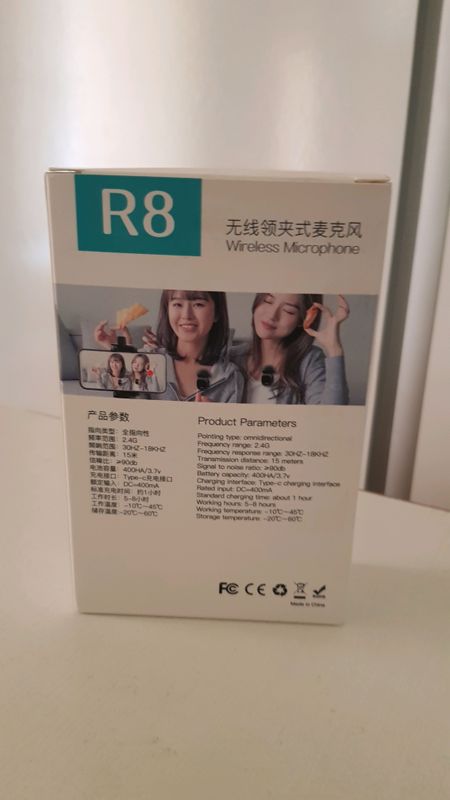 R8
无线领夹式麦克风
Wireless Microphone
产品参数
指向类型: 全指向性
频率范围: 2.4G
频响范围: 30HZ-18KHZ
传输距离: 15米
信噪比: ≥90db
电池容量: 400HA/3.7v
充电接口: Type-c充电接口
额定输入: DC=400mA
标准充电时间: 约1小时
工作时长: 5-8小时
工作温度: -10℃~45℃
储存温度:-20℃~60℃
Product Parameters
Pointing type: omnidirectional
Frequency range: 2.4G
Frequency response range: 30HZ-18KHZ
Transmission distance: 15 meters
Signal to noise ratio: ≥80db
Battery capacity: 400HA/3.7v
Charging interface: Type-c charging interface
Rated input: DC=400mA
Standard charging time: about 1 hour
Working hours: 5-8 hours
Working temperature: -10℃~45℃
Storage temperature: -20℃~60℃
FC CE
Made in China